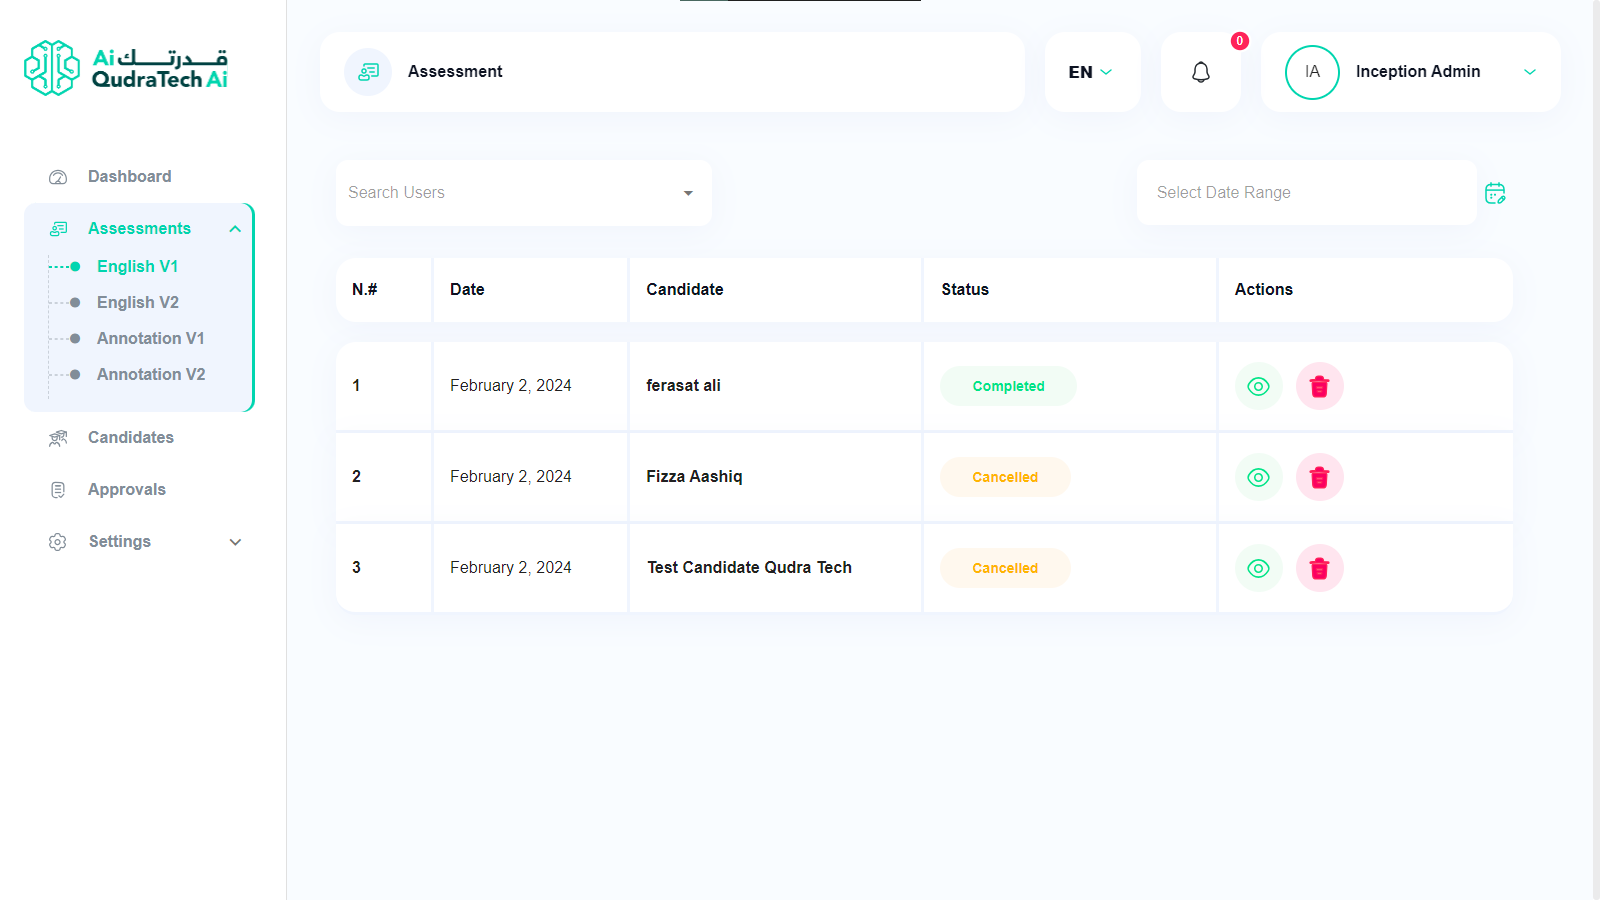 Ai قدرتك
QudraTech Ai
Dashboard
Assessments
English V1
English V2
Annotation V1
Annotation V2
Candidates
Approvals
Settings
Assessment
EN
0
IA
Inception Admin
Search Users
Select Date Range
N.# Date Candidate Status Actions
1 February 2, 2024 ferasat ali Completed
2 February 2, 2024 Fizza Aashiq Cancelled
3 February 2, 2024 Test Candidate Qudra Tech Cancelled